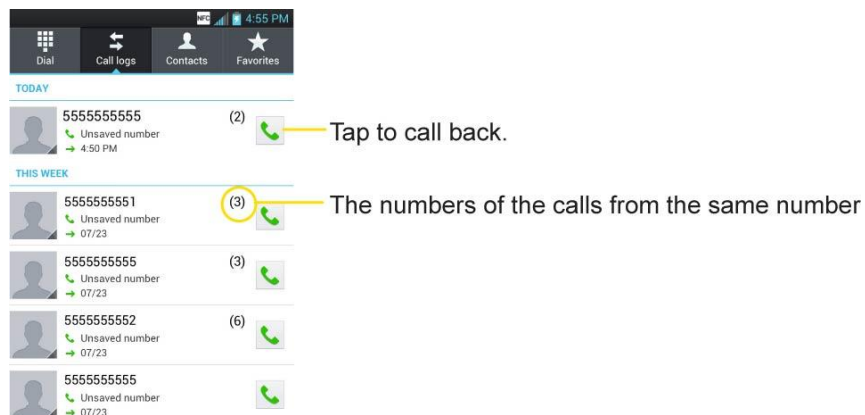 NFC 4:55 PM
Dial Call logs Contacts Favorites
TODAY
5555555555 (2)
Unsaved number
4:50 PM
Tap to call back.
THIS WEEK
5555555551 (3)
Unsaved number
07/23
The numbers of the calls from the same number
5555555555 (3)
Unsaved number
07/23
5555555552 (6)
Unsaved number
07/23
5555555555
Unsaved number
07/23